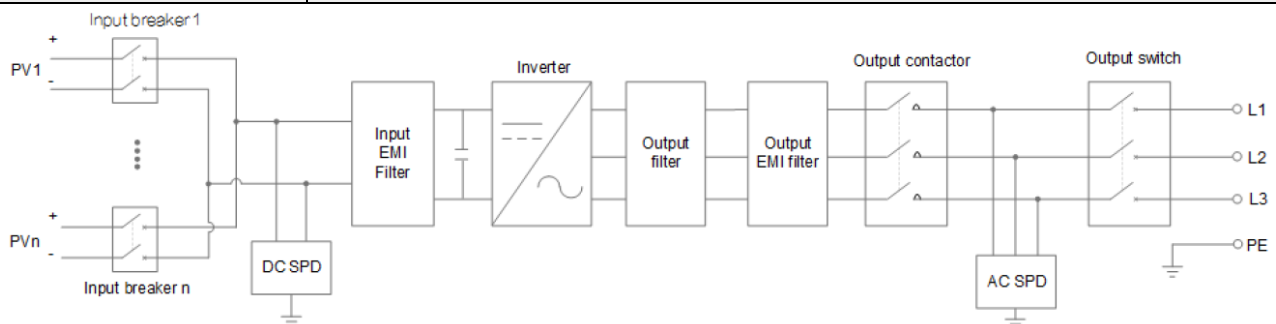 Input breaker 1
+
PV1
-
+
PVn
-
Input breaker n
DC SPD
Input
EMI
Filter
Inverter
Output
filter
Output
EMI filter
Output contactor
AC SPD
Output switch
L1
L2
L3
PE